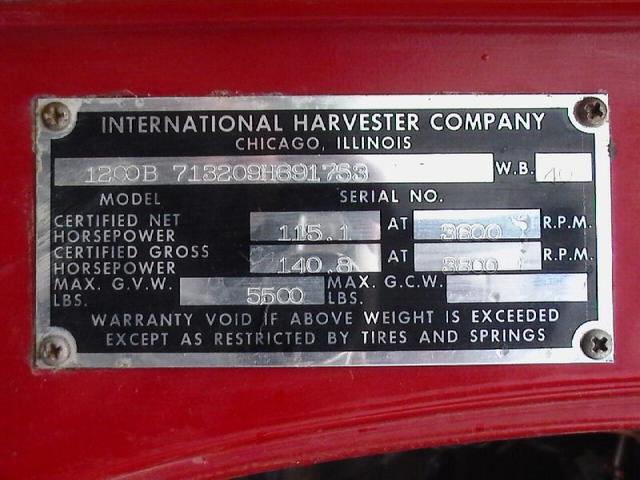 INTERNATIONAL HARVESTER COMPANY
CHICAGO, ILLINOIS
1200B 713209H691753 W.B.
MODEL SERIAL NO.
CERTIFIED NET HORSEPOWER 115.1 AT 3600 R.P.M.
CERTIFIED GROSS HORSEPOWER 140.8 AT 3800 R.P.M.
MAX. G.V.W. LBS. 5500 MAX. G.C.W. LBS.
WARRANTY VOID IF ABOVE WEIGHT IS EXCEEDED
EXCEPT AS RESTRICTED BY TIRES AND SPRINGS